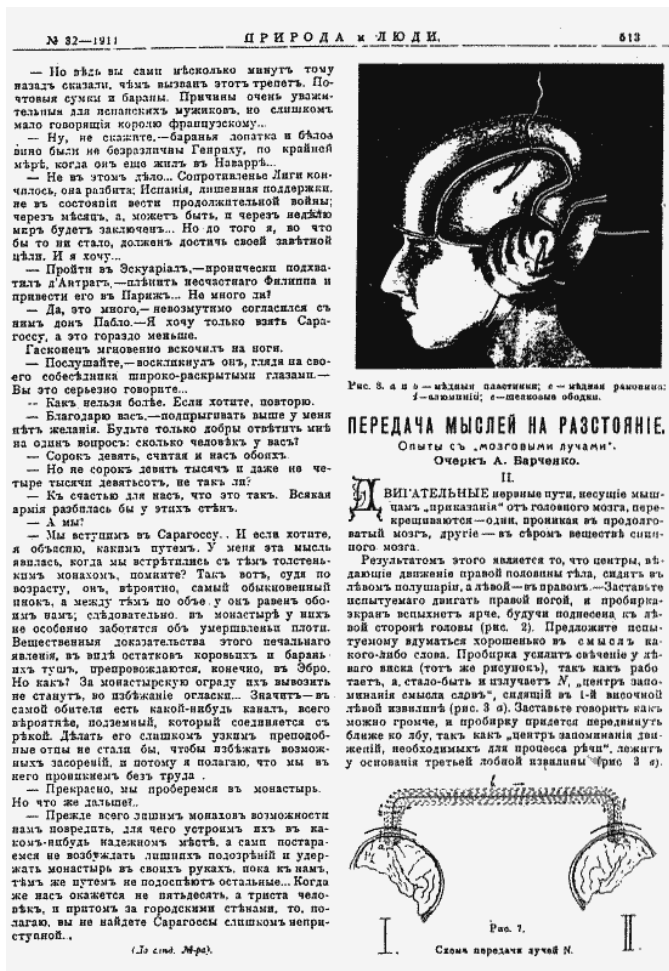 № 32—1911
ПРИРОДА и ЛЮДИ.
513
— Но вѣдь вы сами нѣсколько минутъ тому
назадъ сказали, чѣмъ вызванъ этотъ трепетъ. По-
чтовыя сумки и бараны. Причины очень уважи-
тельныя для испанскихъ мужиковъ, но слишкомъ
мало говорящія королю французскому...
— Ну, не скажите,—баранья лопатка и бѣлое
вино были не безразличны Генриху, по крайней
мѣрѣ, когда онъ еще жилъ въ Наваррѣ...
— Не въ этомъ дѣло... Сопротивленье Лиги кон-
чилось, она разбита; Испанія, лишенная поддержки,
не въ состояніи вести продолжительной войны;
черезъ мѣсяцъ, а, можетъ быть, и черезъ недѣлю
миръ будетъ заключенъ... Но до того я, во что
бы то ни стало, долженъ достичь своей завѣтной
цѣли. И я хочу...
— Пройти въ Эскуріалъ,—иронически подхва-
тилъ д'Антрагъ,—плѣнить несчастнаго Филиппа и
привести его въ Парижъ... Не много ли?
— Да, это много,—невозмутимо согласился съ
нимъ донъ Пабло.—Я хочу только взять Сара-
госсу, а это гораздо меньше.
Гасконецъ мгновенно вскочилъ на ноги.
— Послушайте,—воскликнулъ онъ, глядя на сво-
его собесѣдника широко-раскрытыми глазами.—
Вы это серьезно говорите...
— Какъ нельзя болѣе. Если хотите, повторю.
— Благодарю васъ,—подпрыгивать выше у меня
нѣтъ желанія. Будьте только добры отвѣтить мнѣ
на одинъ вопросъ: сколько человѣкъ у васъ?
— Сорокъ девять, считая и насъ обоихъ.
— Но не сорокъ девять тысячъ и даже не че-
тыре тысячи девятьсотъ, не такъ ли?
— Къ счастью для насъ, что это такъ. Всякая
армія разбилась бы у этихъ стѣнъ.
— А мы?
— Мы вступимъ въ Сарагоссу.. И если хотите,
я объясню, какимъ путемъ. У меня эта мысль
явилась, когда мы встрѣтились съ тѣмъ толстень-
кимъ монахомъ, помните? Такъ вотъ, судя по
возрасту, онъ, вѣроятно, самый обыкновенный
инокъ, а между тѣмъ по объему онъ равенъ обо-
имъ вамъ; слѣдовательно, въ монастырѣ у нихъ
не особенно заботятся объ умерщвленьи плоти.
Вещественныя доказательства этого печальнаго
явленія, въ видѣ остатковъ коровьихъ и барань-
ихъ тушъ, препровождаются, конечно, въ Эбро.
Но какъ? За монастырскую ограду ихъ вывозить
не станутъ, во избѣжаніе огласки... Значитъ—въ
самой обители есть какой-нибудь каналъ, всего
вѣроятнѣе, подземный, который соединяется съ
рѣкой. Дѣлать его слишкомъ узкимъ преподоб-
ные отцы не стали бы, чтобы избѣжать возмож-
ныхъ засореній, и потому я полагаю, что мы въ
него проникнемъ безъ труда.
— Прекрасно, мы проберемся въ монастырь.
Но что же дальше?..
— Прежде всего лишимъ монаховъ возможности
намъ повредить, для чего устроимъ ихъ въ ка-
комъ-нибудь надежномъ мѣстѣ, а сами постара-
емся не возбуждать лишнихъ подозрѣній и удер-
жать монастырь въ своихъ рукахъ, пока къ намъ,
тѣмъ же путемъ не подоспѣютъ остальные... Когда
же насъ окажется не пятьдесятъ, а триста чело-
вѣкъ, и притомъ за городскими стѣнами, то, по-
лагаю, вы не найдете Сарагоссы слишкомъ непри-
ступной..
(До слѣд. №-ра).
Рис. 8. а и b—мѣдныя пластинки; с—мѣдная раковина;
d—алюминій; е—шелковые ободки.
ПЕРЕДАЧА МЫСЛЕЙ НА РАЗСТОЯНІЕ.
Опыты съ „мозговыми лучами".
Очеркъ А. Барченко.
II.
ДВИГАТЕЛЬНЫЕ нервные пути, несущіе мыш-
цамъ „приказанія" отъ головного мозга, пере-
крещиваются—одни, проникая въ продолго-
ватый мозгъ, другіе—въ сѣромъ веществѣ спин-
ного мозга.
Результатомъ этого является то, что центры, вѣ-
дающіе движеніе правой половины тѣла, сидятъ въ
лѣвомъ полушаріи, а лѣвой—въ правомъ.—Заставьте
испытуемаго двигать правой ногой, и пробирка-
экранъ вспыхнетъ ярче, будучи поднесена къ лѣ-
вой сторонѣ головы (рис. 2). Предложите испы-
туемому вдуматься хорошенько въ смыслъ ка-
кого-либо слова. Пробирка усилитъ свѣченіе у лѣ-
ваго виска (тотъ же рисунокъ), такъ какъ рабо-
таетъ, а, стало-быть и излучаетъ N, „центръ запо-
минанія смысла словъ", сидящій въ 1-й височной
лѣвой извилинѣ (рис. 3 а). Заставьте говорить какъ
можно громче, и пробирку придется передвинуть
ближе ко лбу, такъ какъ „центръ запоминанія дви-
женій, необходимыхъ для процесса рѣчи", лежитъ
у основанія третьей лобной извилины (рис 3 в).
b
I.
II
Рис. 7.
Схема передачи лучей N.